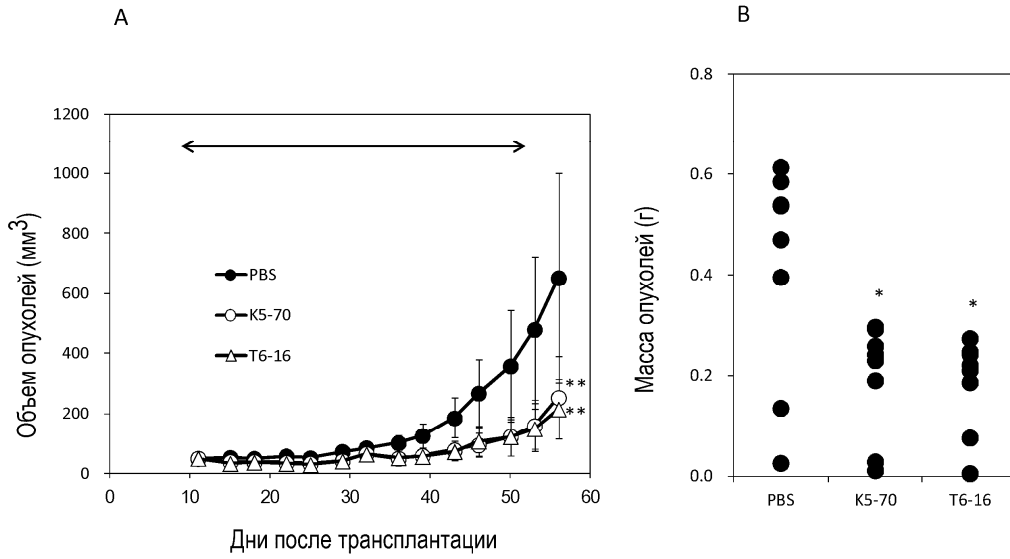 A
Объем опухолей (мм3)
1200
1000
800
600
400
200
0
PBS
K5-70
T6-16
**
**
0
10
20
30
40
50
60
Дни после трансплантации
B
Масса опухолей (г)
0.8
0.6
0.4
0.2
0.0
*
*
PBS
K5-70
T6-16